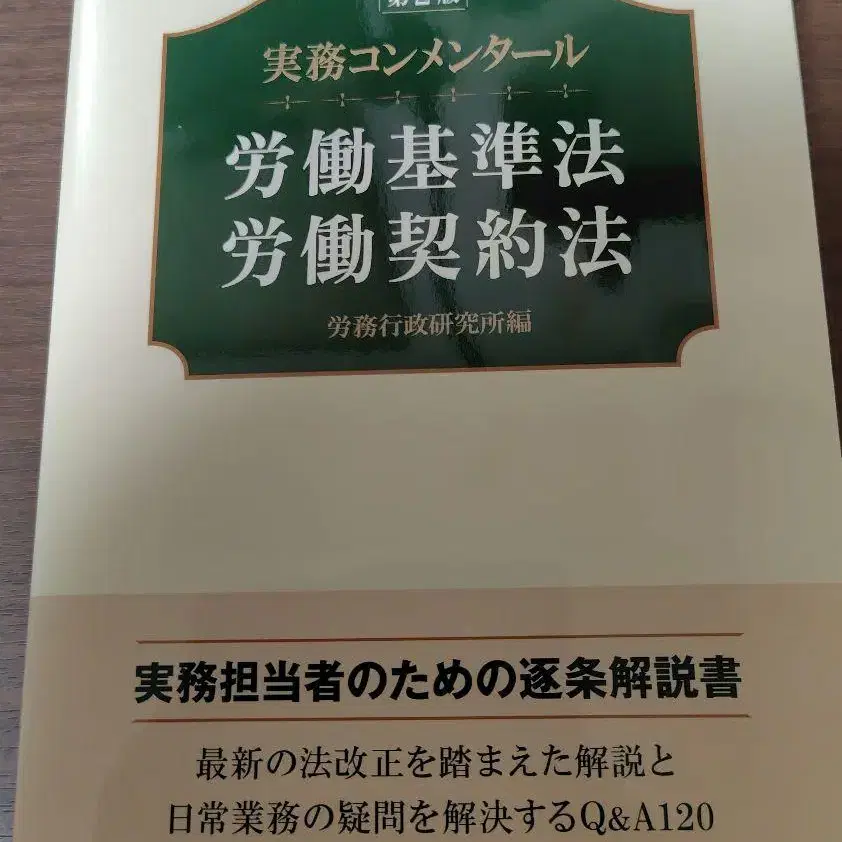 第2版
実務コンメンタール
労働基準法
労働契約法
労務行政研究所編
実務担当者のための逐条解説書
最新の法改正を踏まえた解説と
日常業務の疑問を解決するQ&A120